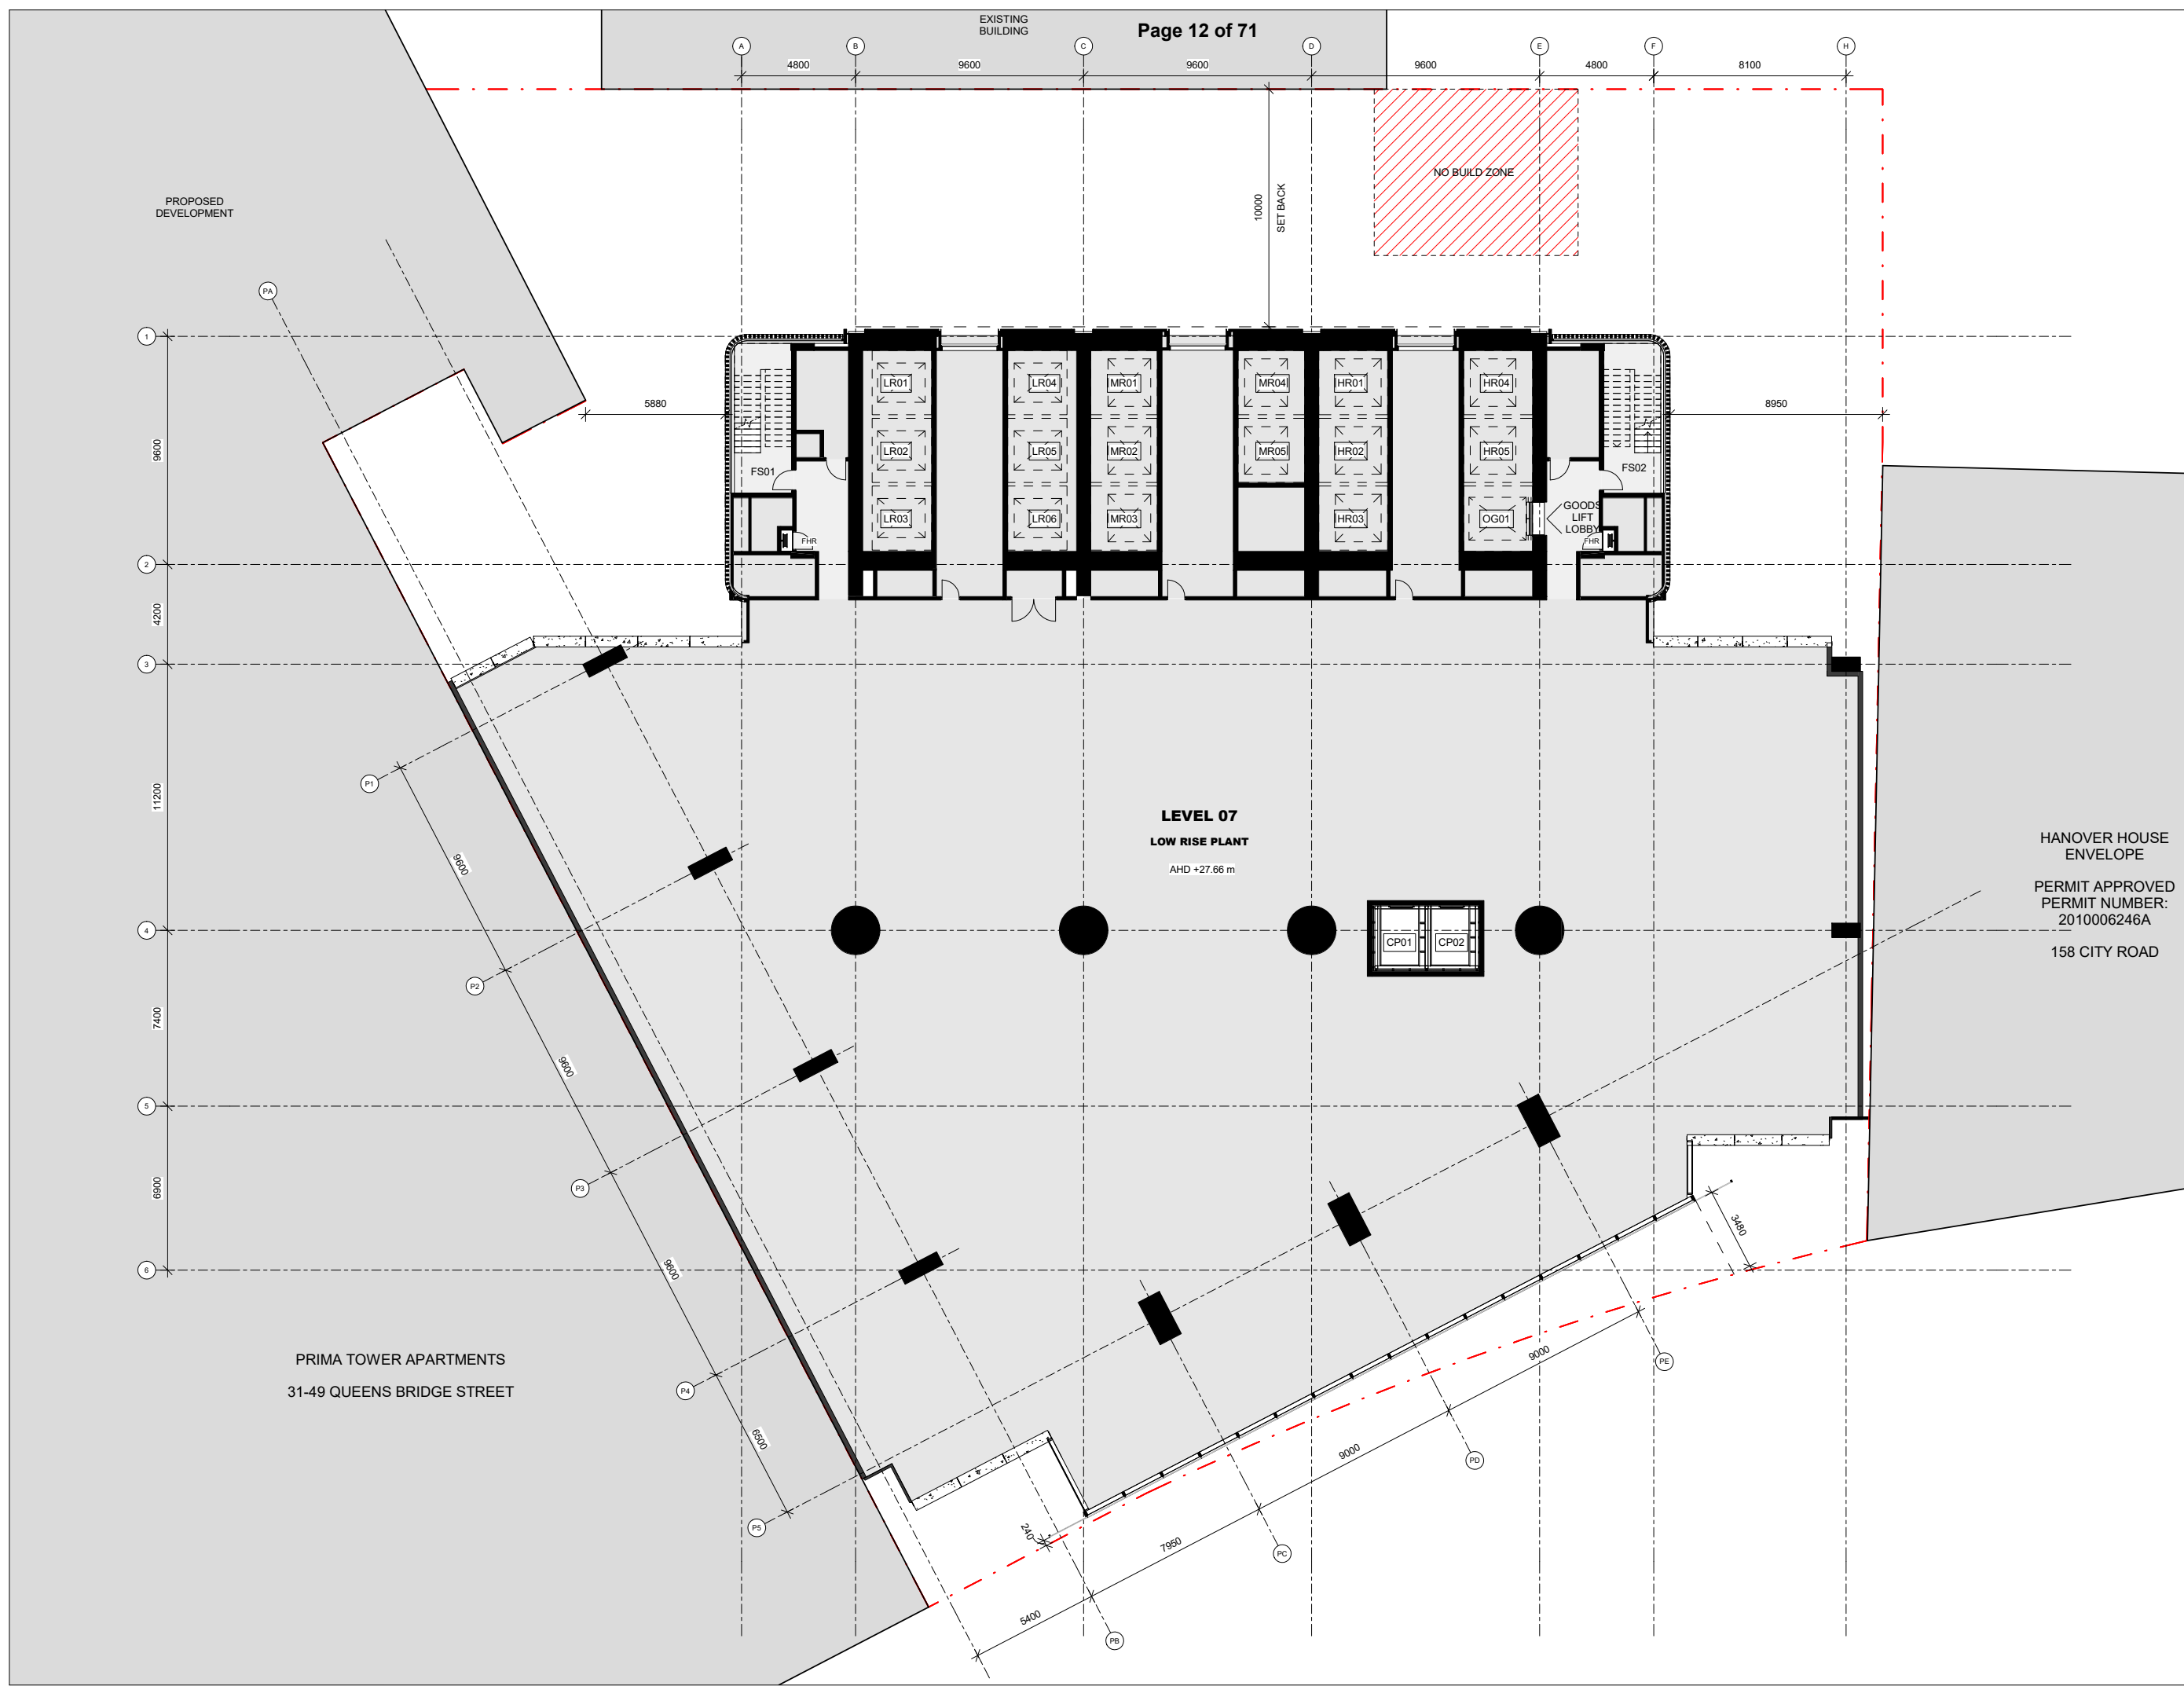 EXISTING
BUILDING
Page 12 of 71
A
B
C
D
E
F
H
4800
9600
9600
9600
4800
8100
NO BUILD ZONE
10000
SET BACK
PROPOSED
DEVELOPMENT
PA
1
2
3
4
5
6
9600
4200
11200
7400
6900
5880
8950
LR01
LR04
MR01
MR04
HR01
HR04
LR02
LR05
MR02
MR05
HR02
HR05
LR03
LR06
MR03
HR03
OG01
FS01
FS02
FHR
FHR
GOODS
LIFT
LOBBY
LEVEL 07
LOW RISE PLANT
AHD +27.66 m
CP01
CP02
HANOVER HOUSE
ENVELOPE
PERMIT APPROVED
PERMIT NUMBER:
2010006246A
158 CITY ROAD
P1
P2
P3
P4
P5
9600
9600
9600
6500
PRIMA TOWER APARTMENTS
31-49 QUEENS BRIDGE STREET
3480
240
5400
7950
9000
9000
PB
PC
PD
PE